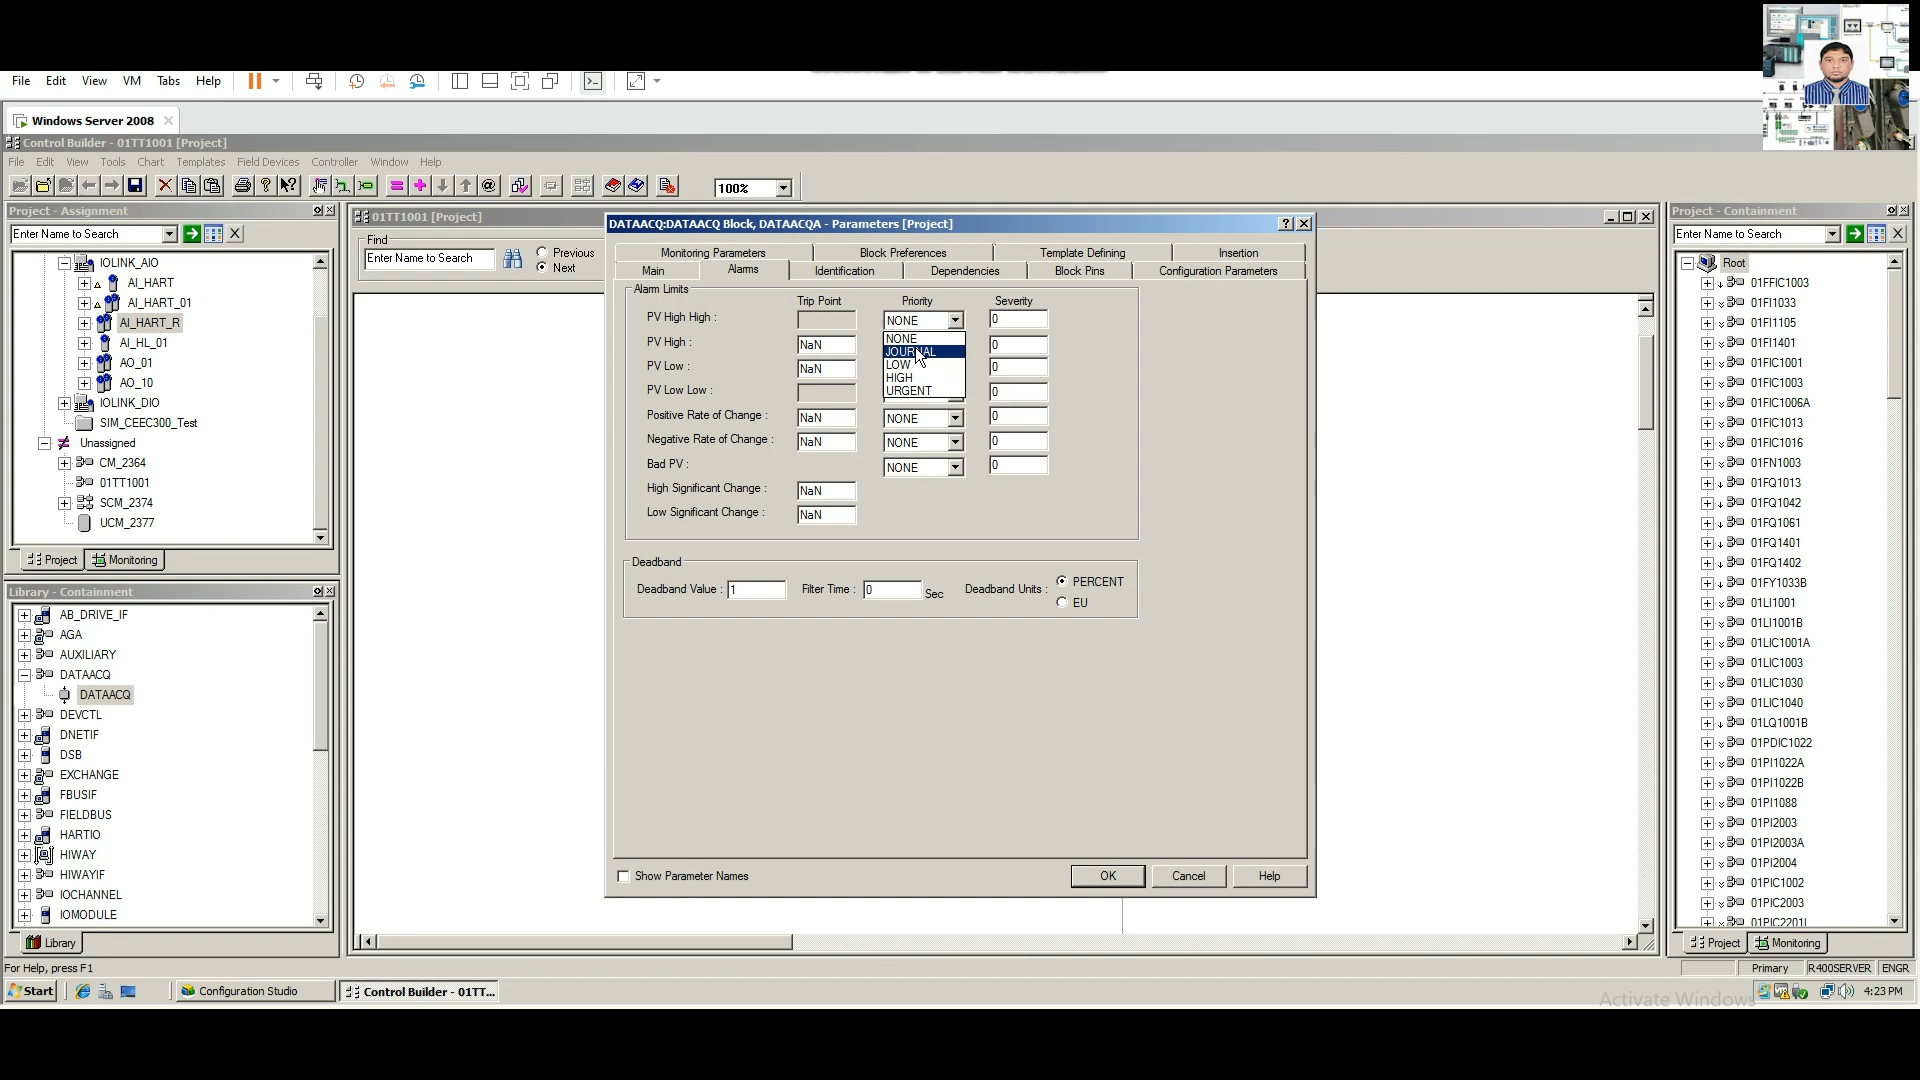 File Edit View VM Tabs Help
Windows Server 2008
Control Builder - 01TT1001 [Project]
File Edit View Tools Chart Templates Field Devices Controller Window Help
100%
Project - Assignment
Enter Name to Search
IOLINK_AIO
AI_HART
AI_HART_01
AI_HART_R
AI_HL_01
AO_01
AO_10
IOLINK_DIO
SIM_CEEC300_Test
Unassigned
CM_2364
01TT1001
SCM_2374
UCM_2377
Project Monitoring
Library - Containment
AB_DRIVE_IF
AGA
AUXILIARY
DATAACQ
DATAACQ
DEVCTL
DNETIF
DSB
EXCHANGE
FBUSIF
FIELDBUS
HARTIO
HIWAY
HIWAYIF
IOCHANNEL
IOMODULE
Library
01TT1001 [Project]
Find
Enter Name to Search
Previous
Next
DATAACQ:DATAACQ Block, DATAACQA - Parameters [Project]
Monitoring Parameters Block Preferences Template Defining Insertion
Main Alarms Identification Dependencies Block Pins Configuration Parameters
Alarm Limits
Trip Point Priority Severity
PV High High : NONE 0
NONE
JOURNAL
LOW
HIGH
URGENT
PV High : NaN 0
PV Low : NaN 0
PV Low Low : 0
Positive Rate of Change : NaN NONE 0
Negative Rate of Change : NaN NONE 0
Bad PV : NONE 0
High Significant Change : NaN
Low Significant Change : NaN
Deadband
Deadband Value : 1 Filter Time : 0 Sec Deadband Units : PERCENT
EU
Show Parameter Names
OK Cancel Help
Project - Containment
Enter Name to Search
Root
01FFIC1003
01FI1033
01FI1105
01FI1401
01FIC1001
01FIC1003
01FIC1006A
01FIC1013
01FIC1016
01FN1003
01FQ1013
01FQ1042
01FQ1061
01FQ1401
01FQ1402
01FY1033B
01LI1001
01LI1001B
01LIC1001A
01LIC1003
01LIC1030
01LIC1040
01LQ1001B
01PDIC1022
01PI1022A
01PI1022B
01PI1088
01PI2003
01PI2003A
01PI2004
01PIC1002
01PIC2003
01PIC2201L
Project Monitoring
For Help, press F1
Primary R400SERVER ENGR
Start Configuration Studio Control Builder - 01TT...
Activate Windows
4:23 PM